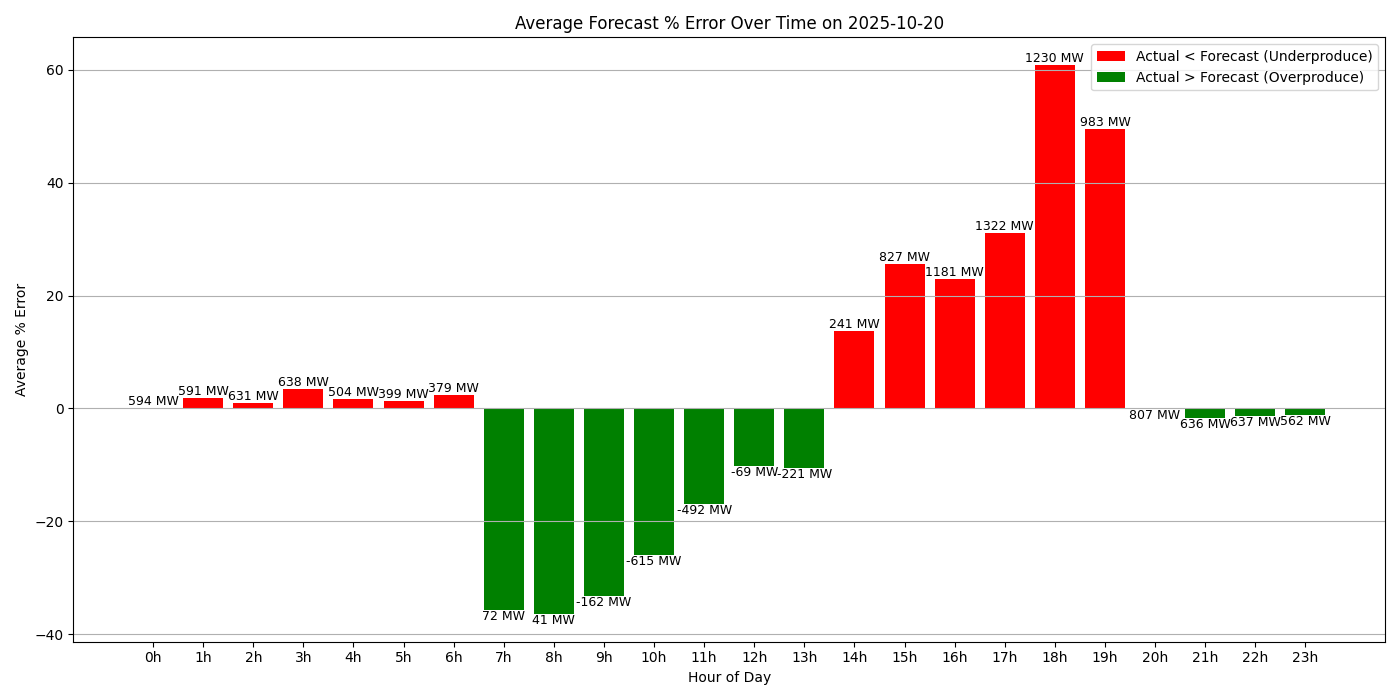 Average Forecast % Error Over Time on 2025-10-20
Actual < Forecast (Underproduce)
Actual > Forecast (Overproduce)
Average % Error
60
40
20
0
−20
−40
594 MW
591 MW
631 MW
638 MW
504 MW
399 MW
379 MW
72 MW
41 MW
-162 MW
-615 MW
-492 MW
-69 MW
-221 MW
241 MW
827 MW
1181 MW
1322 MW
1230 MW
983 MW
807 MW
636 MW
637 MW
562 MW
0h 1h 2h 3h 4h 5h 6h 7h 8h 9h 10h 11h 12h 13h 14h 15h 16h 17h 18h 19h 20h 21h 22h 23h
Hour of Day